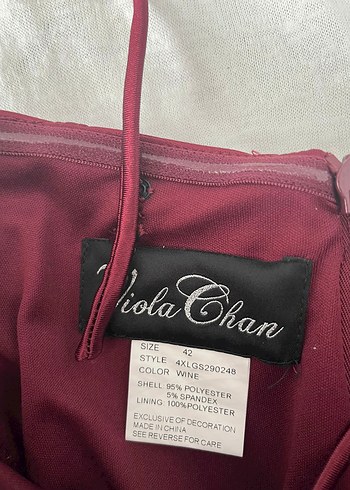 Viola Chan
SIZE 42
STYLE 4XLGS290248
COLOR WINE
SHELL: 95% POLYESTER
5% SPANDEX
LINING: 100%POLYESTER
EXCLUSIVE OF DECORATION
MADE IN CHINA
SEE REVERSE FOR CARE